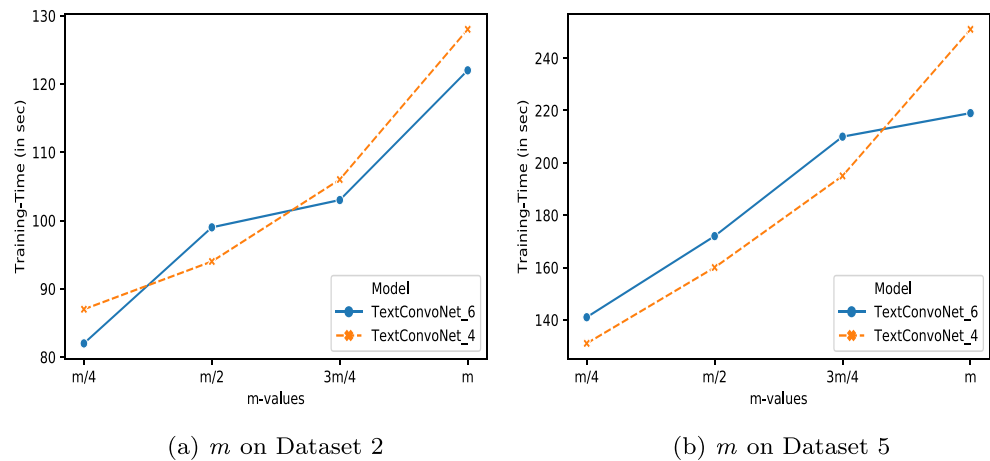 130
120
110
100
90
80
Training-Time (in sec)
m/4 m/2 3m/4 m
m-values
Model
TextConvoNet_6
TextConvoNet_4
(a) m on Dataset 2
240
220
200
180
160
140
Training-Time (in sec)
m/4 m/2 3m/4 m
m-values
Model
TextConvoNet_6
TextConvoNet_4
(b) m on Dataset 5